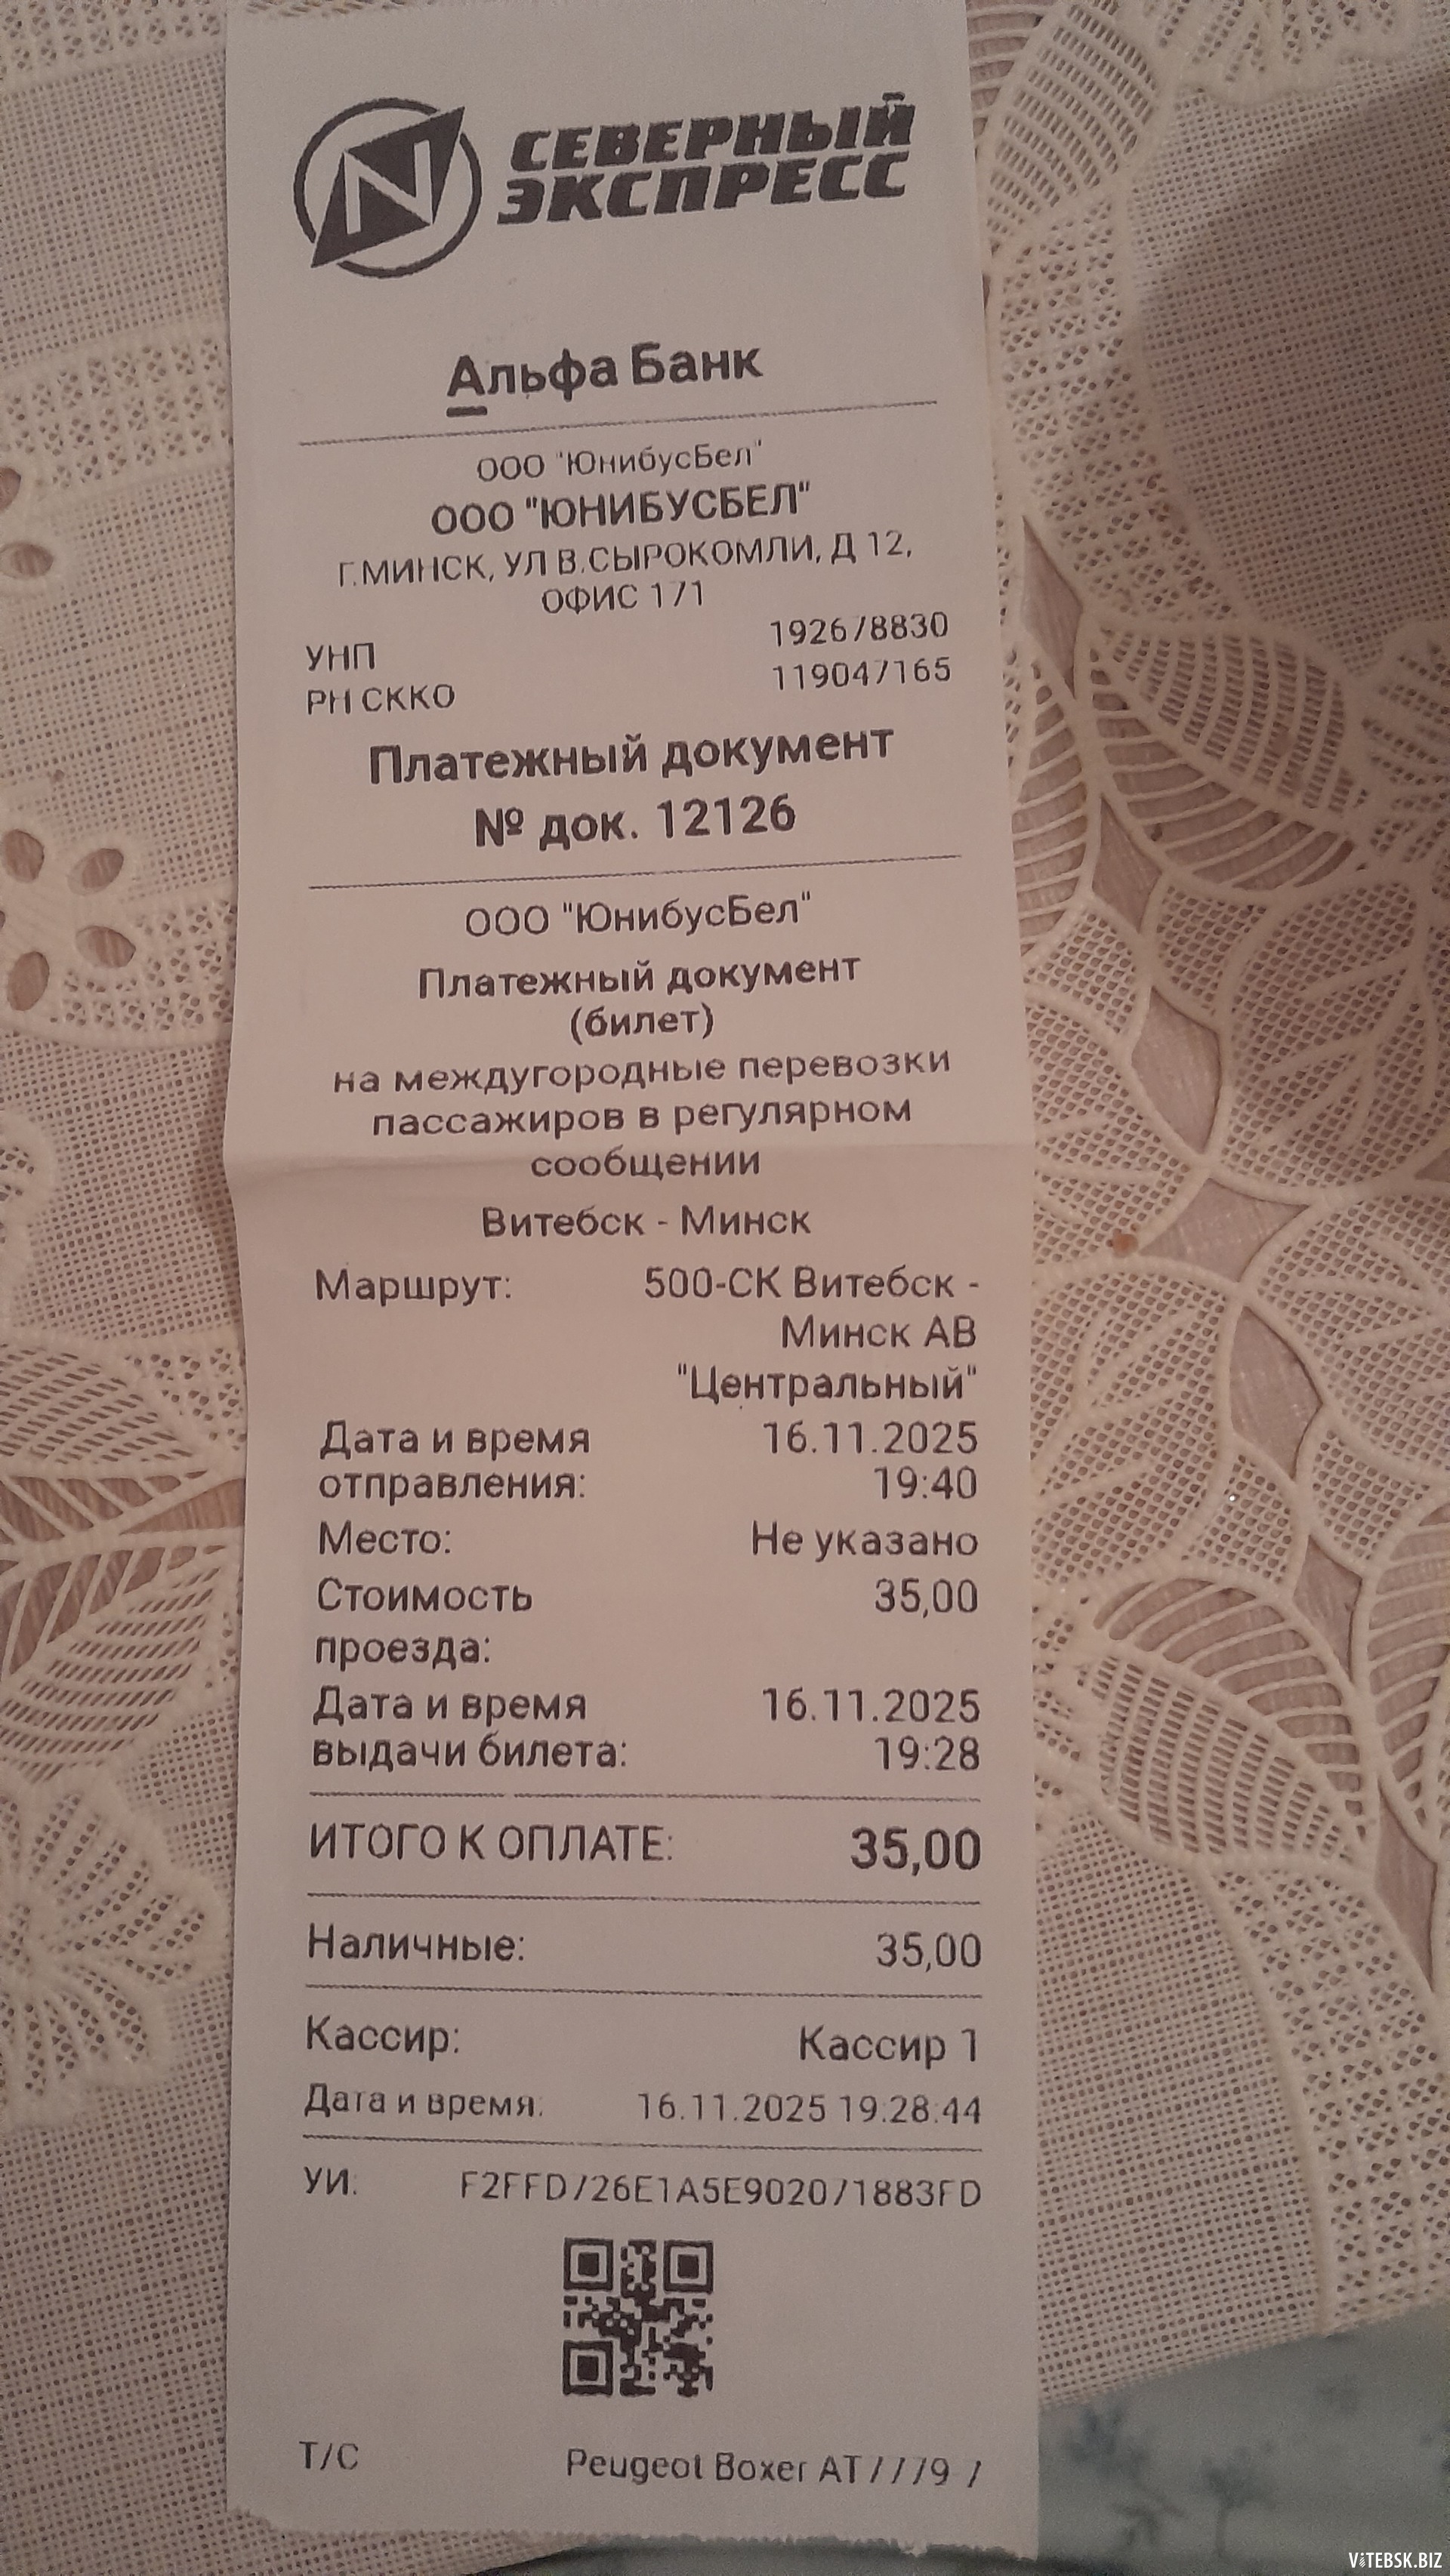 N
СЕВЕРНЫЙ
ЭКСПРЕСС
Альфа Банк
ООО "ЮнибусБел"
ООО "ЮНИБУСБЕЛ"
Г.МИНСК, УЛ В.СЫРОКОМЛИ, Д 12,
ОФИС 171
УНП 192678830
РН СККО 119047165
Платежный документ
№ док. 12126
ООО "ЮнибусБел"
Платежный документ
(билет)
на междугородные перевозки
пассажиров в регулярном
сообщении
Витебск - Минск
Маршрут: 500-СК Витебск -
Минск АВ
"Центральный"
Дата и время 16.11.2025
отправления: 19:40
Место: Не указано
Стоимость 35,00
проезда:
Дата и время 16.11.2025
выдачи билета: 19:28
ИТОГО К ОПЛАТЕ: 35,00
Наличные: 35,00
Кассир: Кассир 1
Дата и время: 16.11.2025 19:28:44
УИ: F2FFD726E1A5E902071883FD
Т/С Peugeot Boxer AT7779 7
ViTEBSK.BIZ